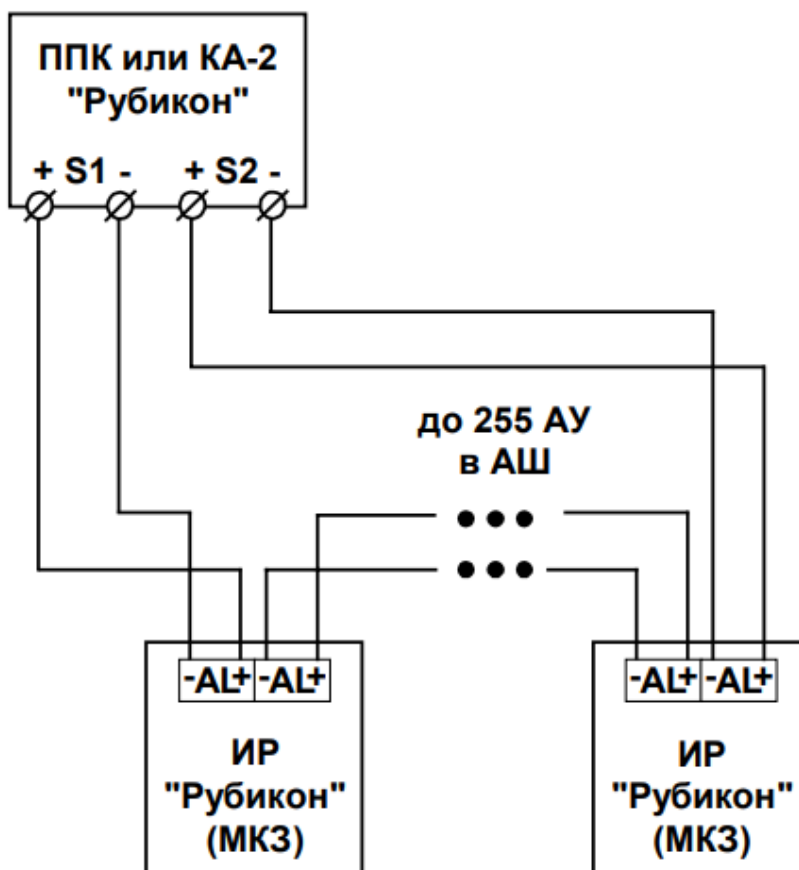 ППК или КА-2
"Рубикон"
+ S1 - + S2 -
до 255 АУ
в АШ
-AL+ -AL+ -AL+ -AL+
ИР
"Рубикон"
(МКЗ)
ИР
"Рубикон"
(МКЗ)